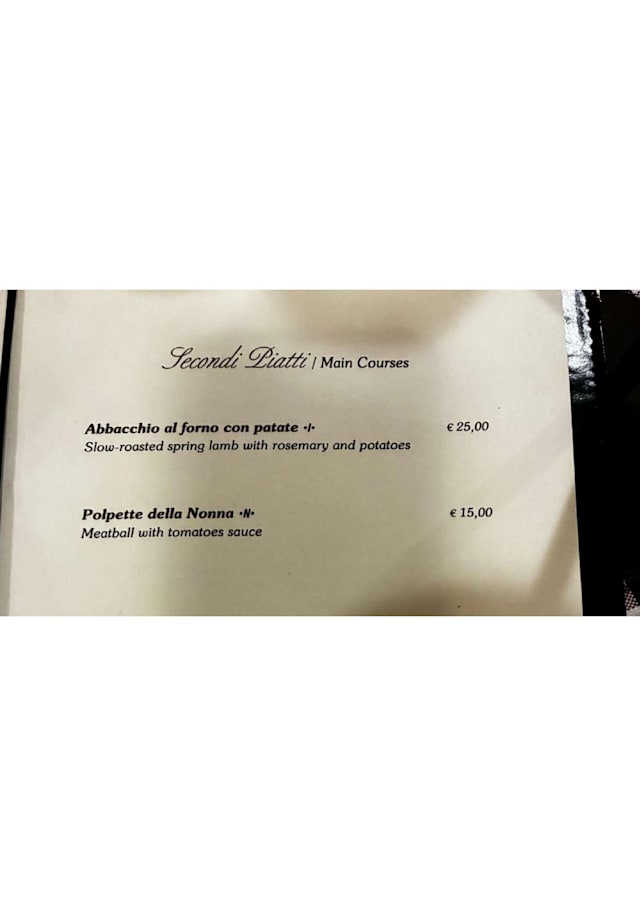 Secondi Piatti | Main Courses
Abbacchio al forno con patate •I• € 25,00
Slow-roasted spring lamb with rosemary and potatoes
Polpette della Nonna •N• € 15,00
Meatball with tomatoes sauce